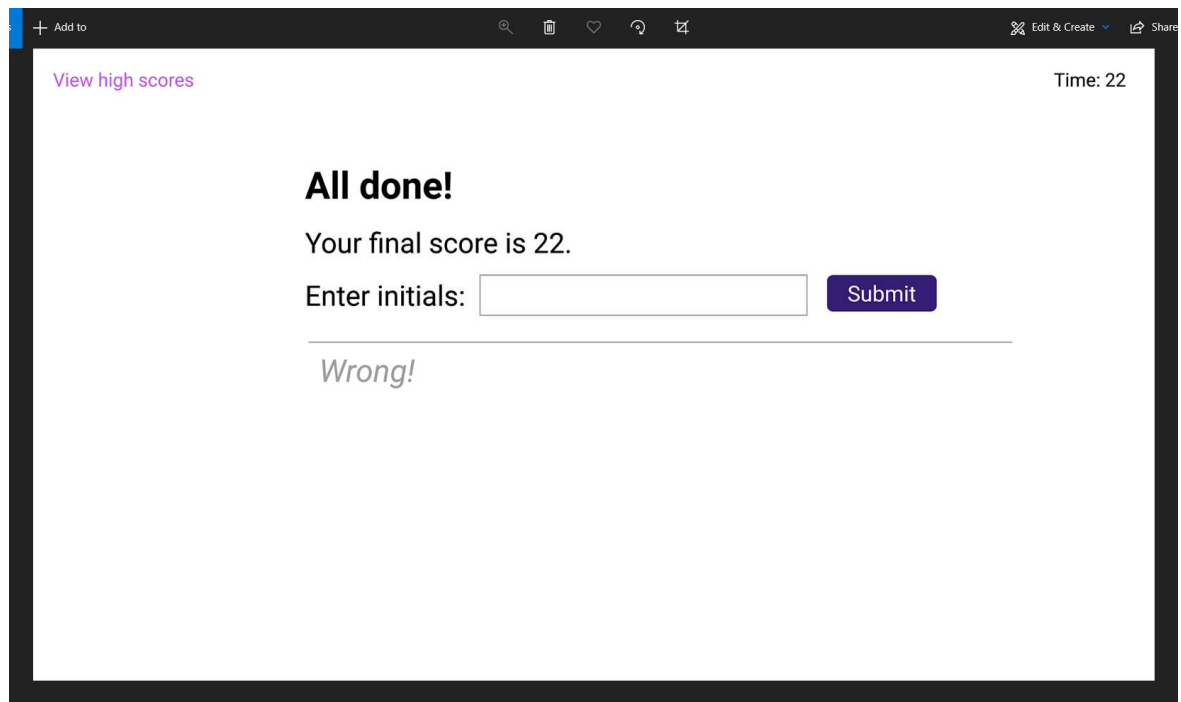 Add to
Edit & Create
Share
View high scores
Time: 22
All done!
Your final score is 22.
Enter initials:
Submit
Wrong!